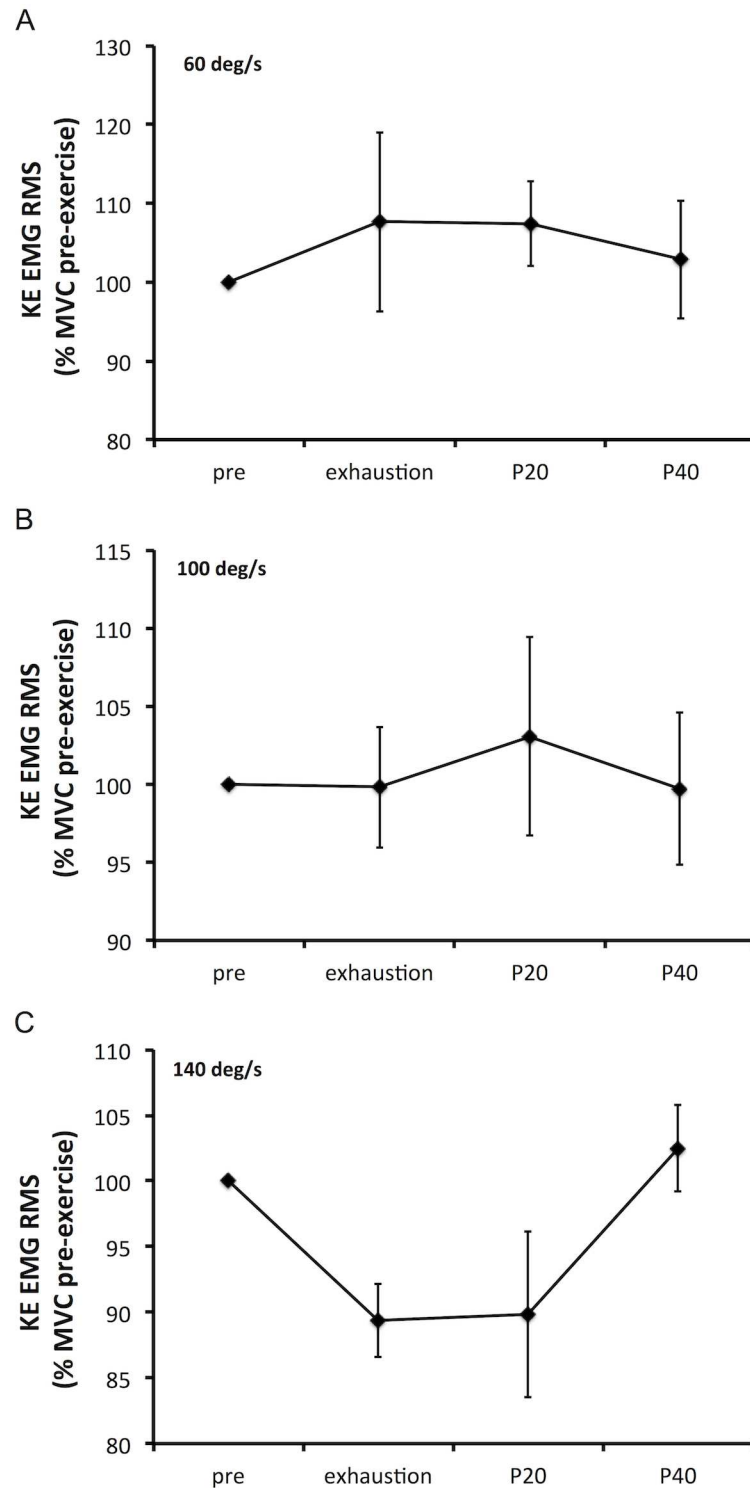 A
60 deg/s
KE EMG RMS
(% MVC pre-exercise)
130
120
110
100
90
80
pre exhaustion P20 P40
B
100 deg/s
KE EMG RMS
(% MVC pre-exercise)
115
110
105
100
95
90
pre exhaustion P20 P40
C
140 deg/s
KE EMG RMS
(% MVC pre-exercise)
110
105
100
95
90
85
80
pre exhaustion P20 P40